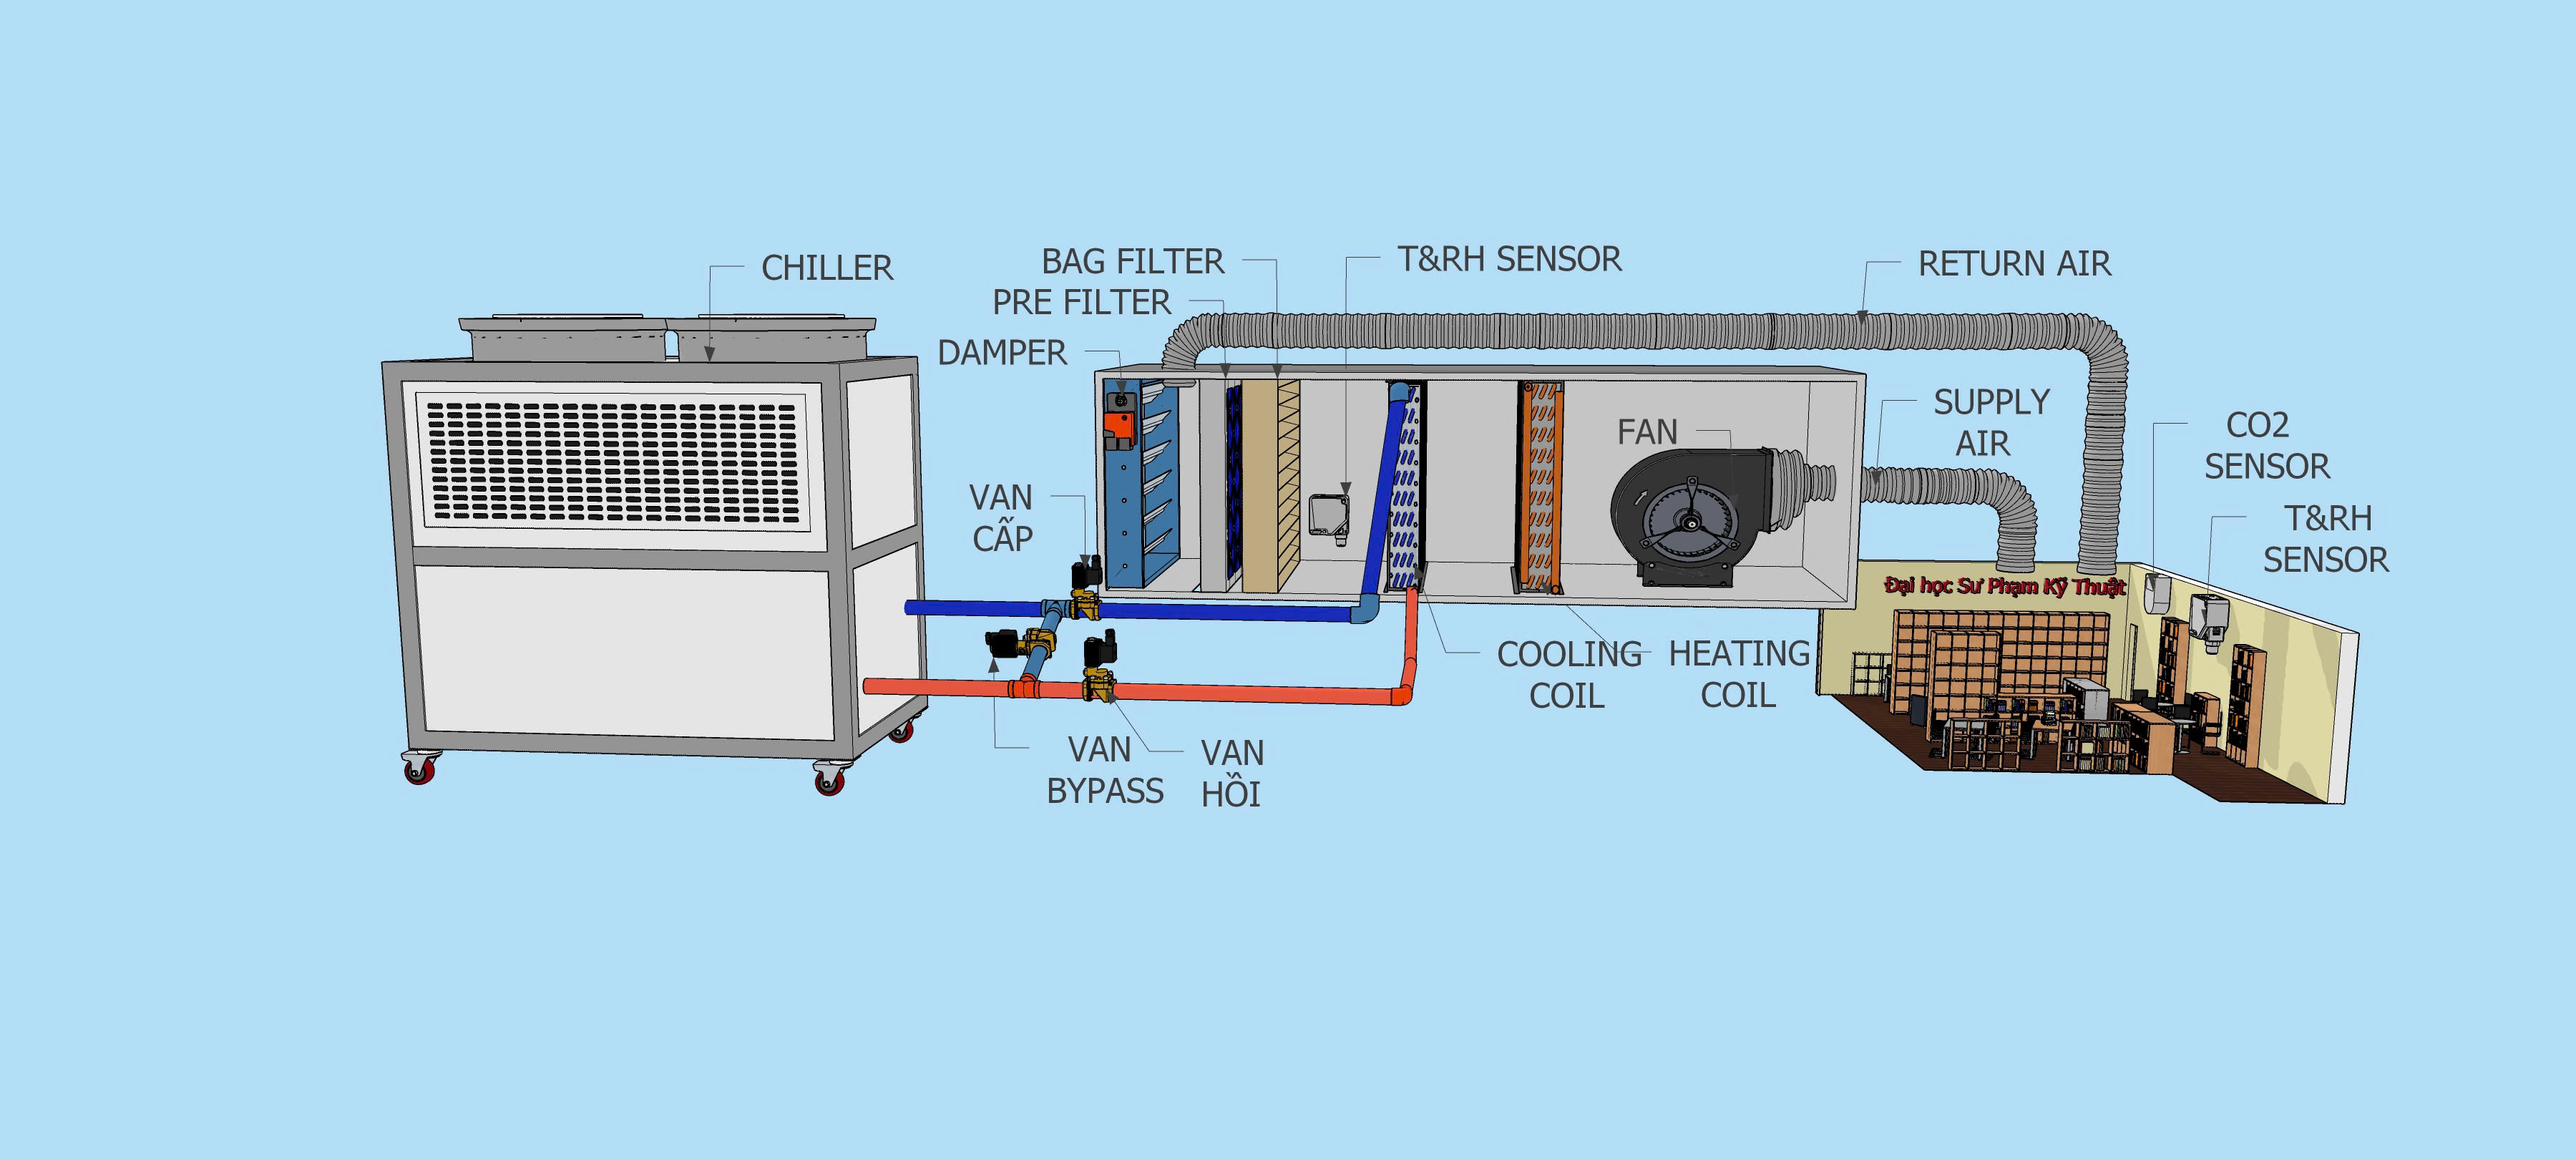 CHILLER
BAG FILTER
PRE FILTER
DAMPER
T&RH SENSOR
RETURN AIR
SUPPLY
AIR
CO2
SENSOR
T&RH
SENSOR
FAN
VAN
CẤP
Đại học Sư Phạm Kỹ Thuật
COOLING
COIL
HEATING
COIL
VAN
BYPASS
VAN
HỒI